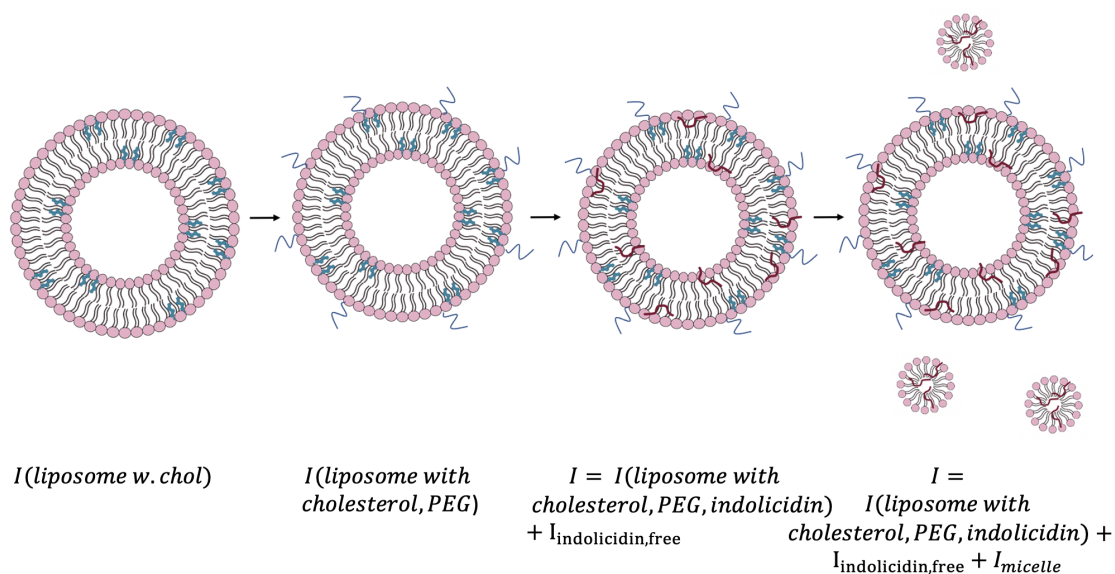 I(liposome w. chol)
I(liposome with
cholesterol, PEG)
I = I(liposome with
cholesterol, PEG, indolicidin)
+ I_indolicidin,free
I =
I(liposome with
cholesterol, PEG, indolicidin) +
I_indolicidin,free + I_micelle